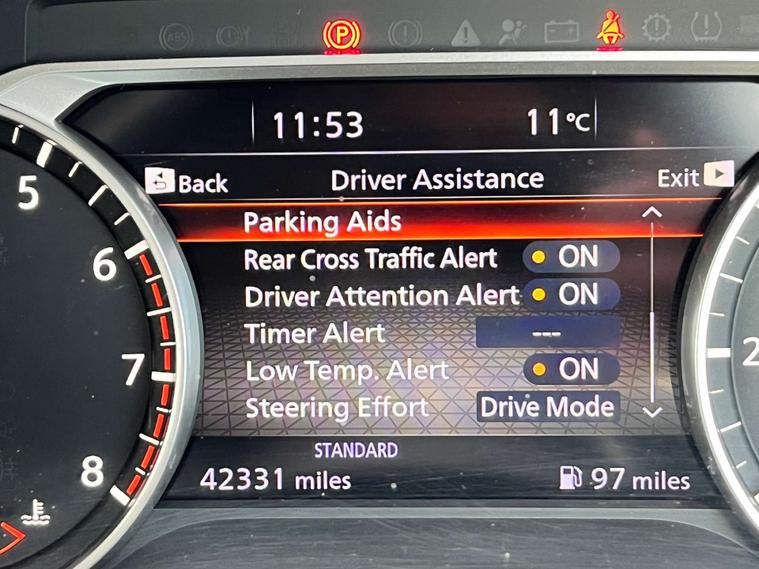 ABS
P
11:53
11°C
Back
Driver Assistance
Exit
Parking Aids
Rear Cross Traffic Alert ON
Driver Attention Alert ON
Timer Alert ---
Low Temp. Alert ON
Steering Effort Drive Mode
STANDARD
42331 miles
97 miles
5
6
7
8
2